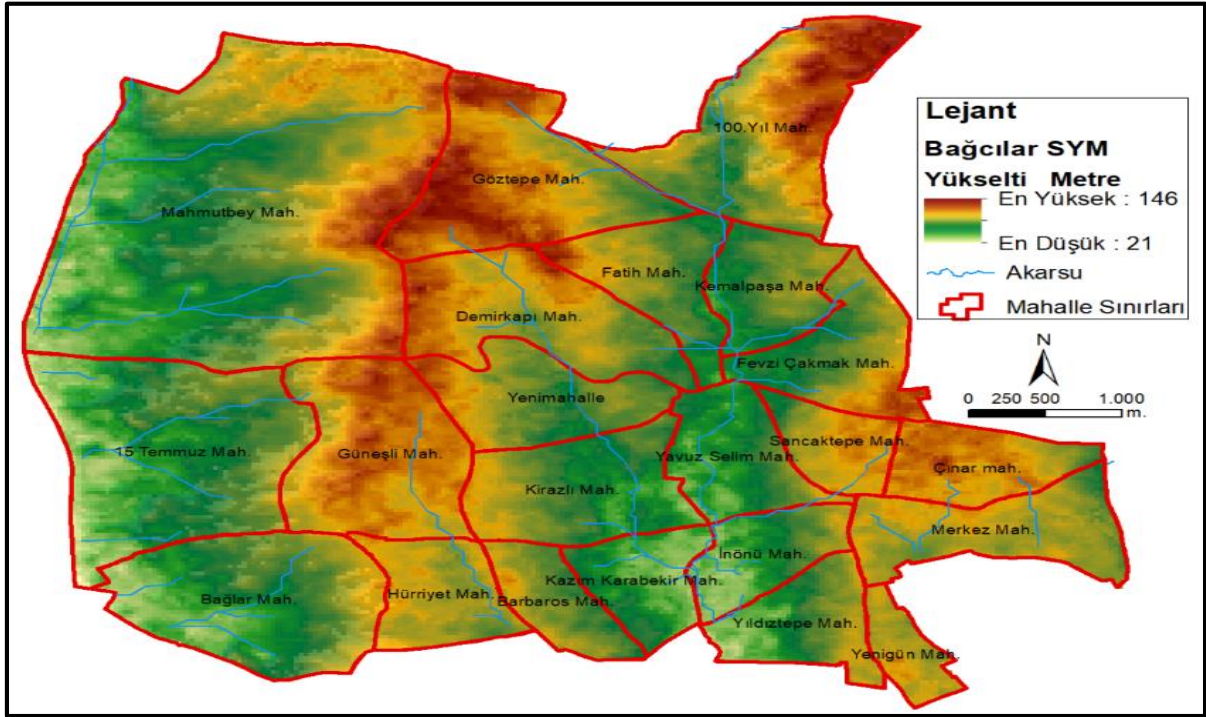 100.Yıl Mah.
Göztepe Mah.
Mahmutbey Mah.
Fatih Mah.
Kemalpaşa Mah.
Demirkapı Mah.
Fevzi Çakmak Mah.
Yenimahalle
15 Temmuz Mah.
Güneşli Mah.
Yavuz Selim Mah.
Sancaktepe Mah.
Çınar mah.
Kirazlı Mah.
Merkez Mah.
İnönü Mah.
Kazım Karabekir Mah.
Bağlar Mah.
Hürriyet Mah.
Barbaros Mah.
Yıldıztepe Mah.
Yenigün Mah.
Lejant
Bağcılar SYM
Yükselti Metre
En Yüksek : 146
En Düşük : 21
Akarsu
Mahalle Sınırları
N
0 250 500 1.000
m.